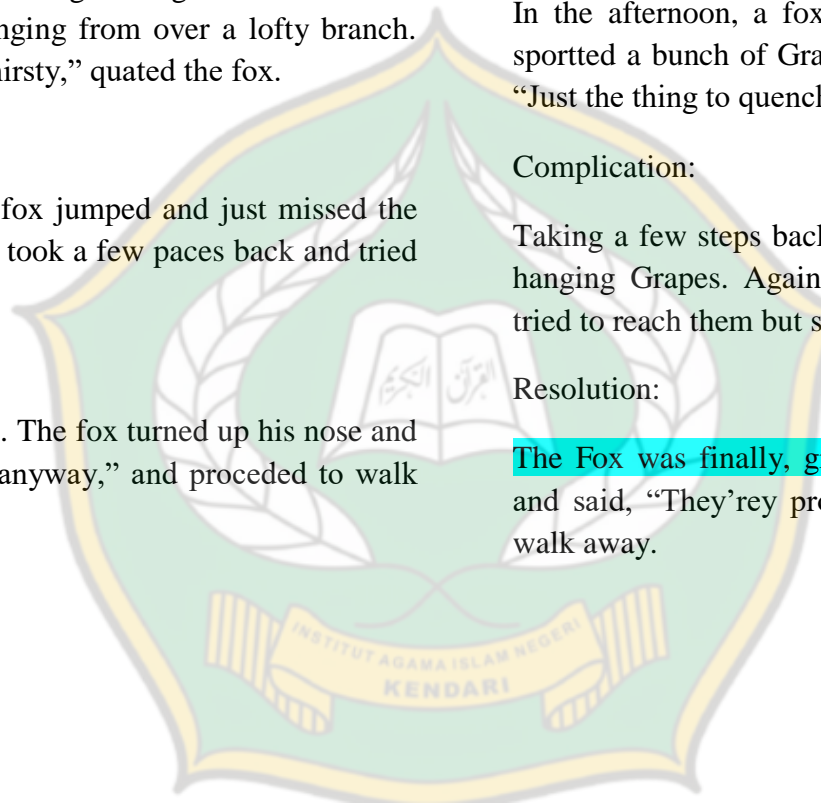 nging from over a lofty branch.
hirsty,” quated the fox.
fox jumped and just missed the
took a few paces back and tried
. The fox turned up his nose and
anyway,” and proceded to walk
In the afternoon, a fox
sportted a bunch of Gra
“Just the thing to quench
Complication:
Taking a few steps back
hanging Grapes. Again
tried to reach them but s
Resolution:
The Fox was finally, g
and said, “They’rey pro
walk away.
القرآن الكريم
INSTITUT AGAMA ISLAM NEGERI
KENDARI